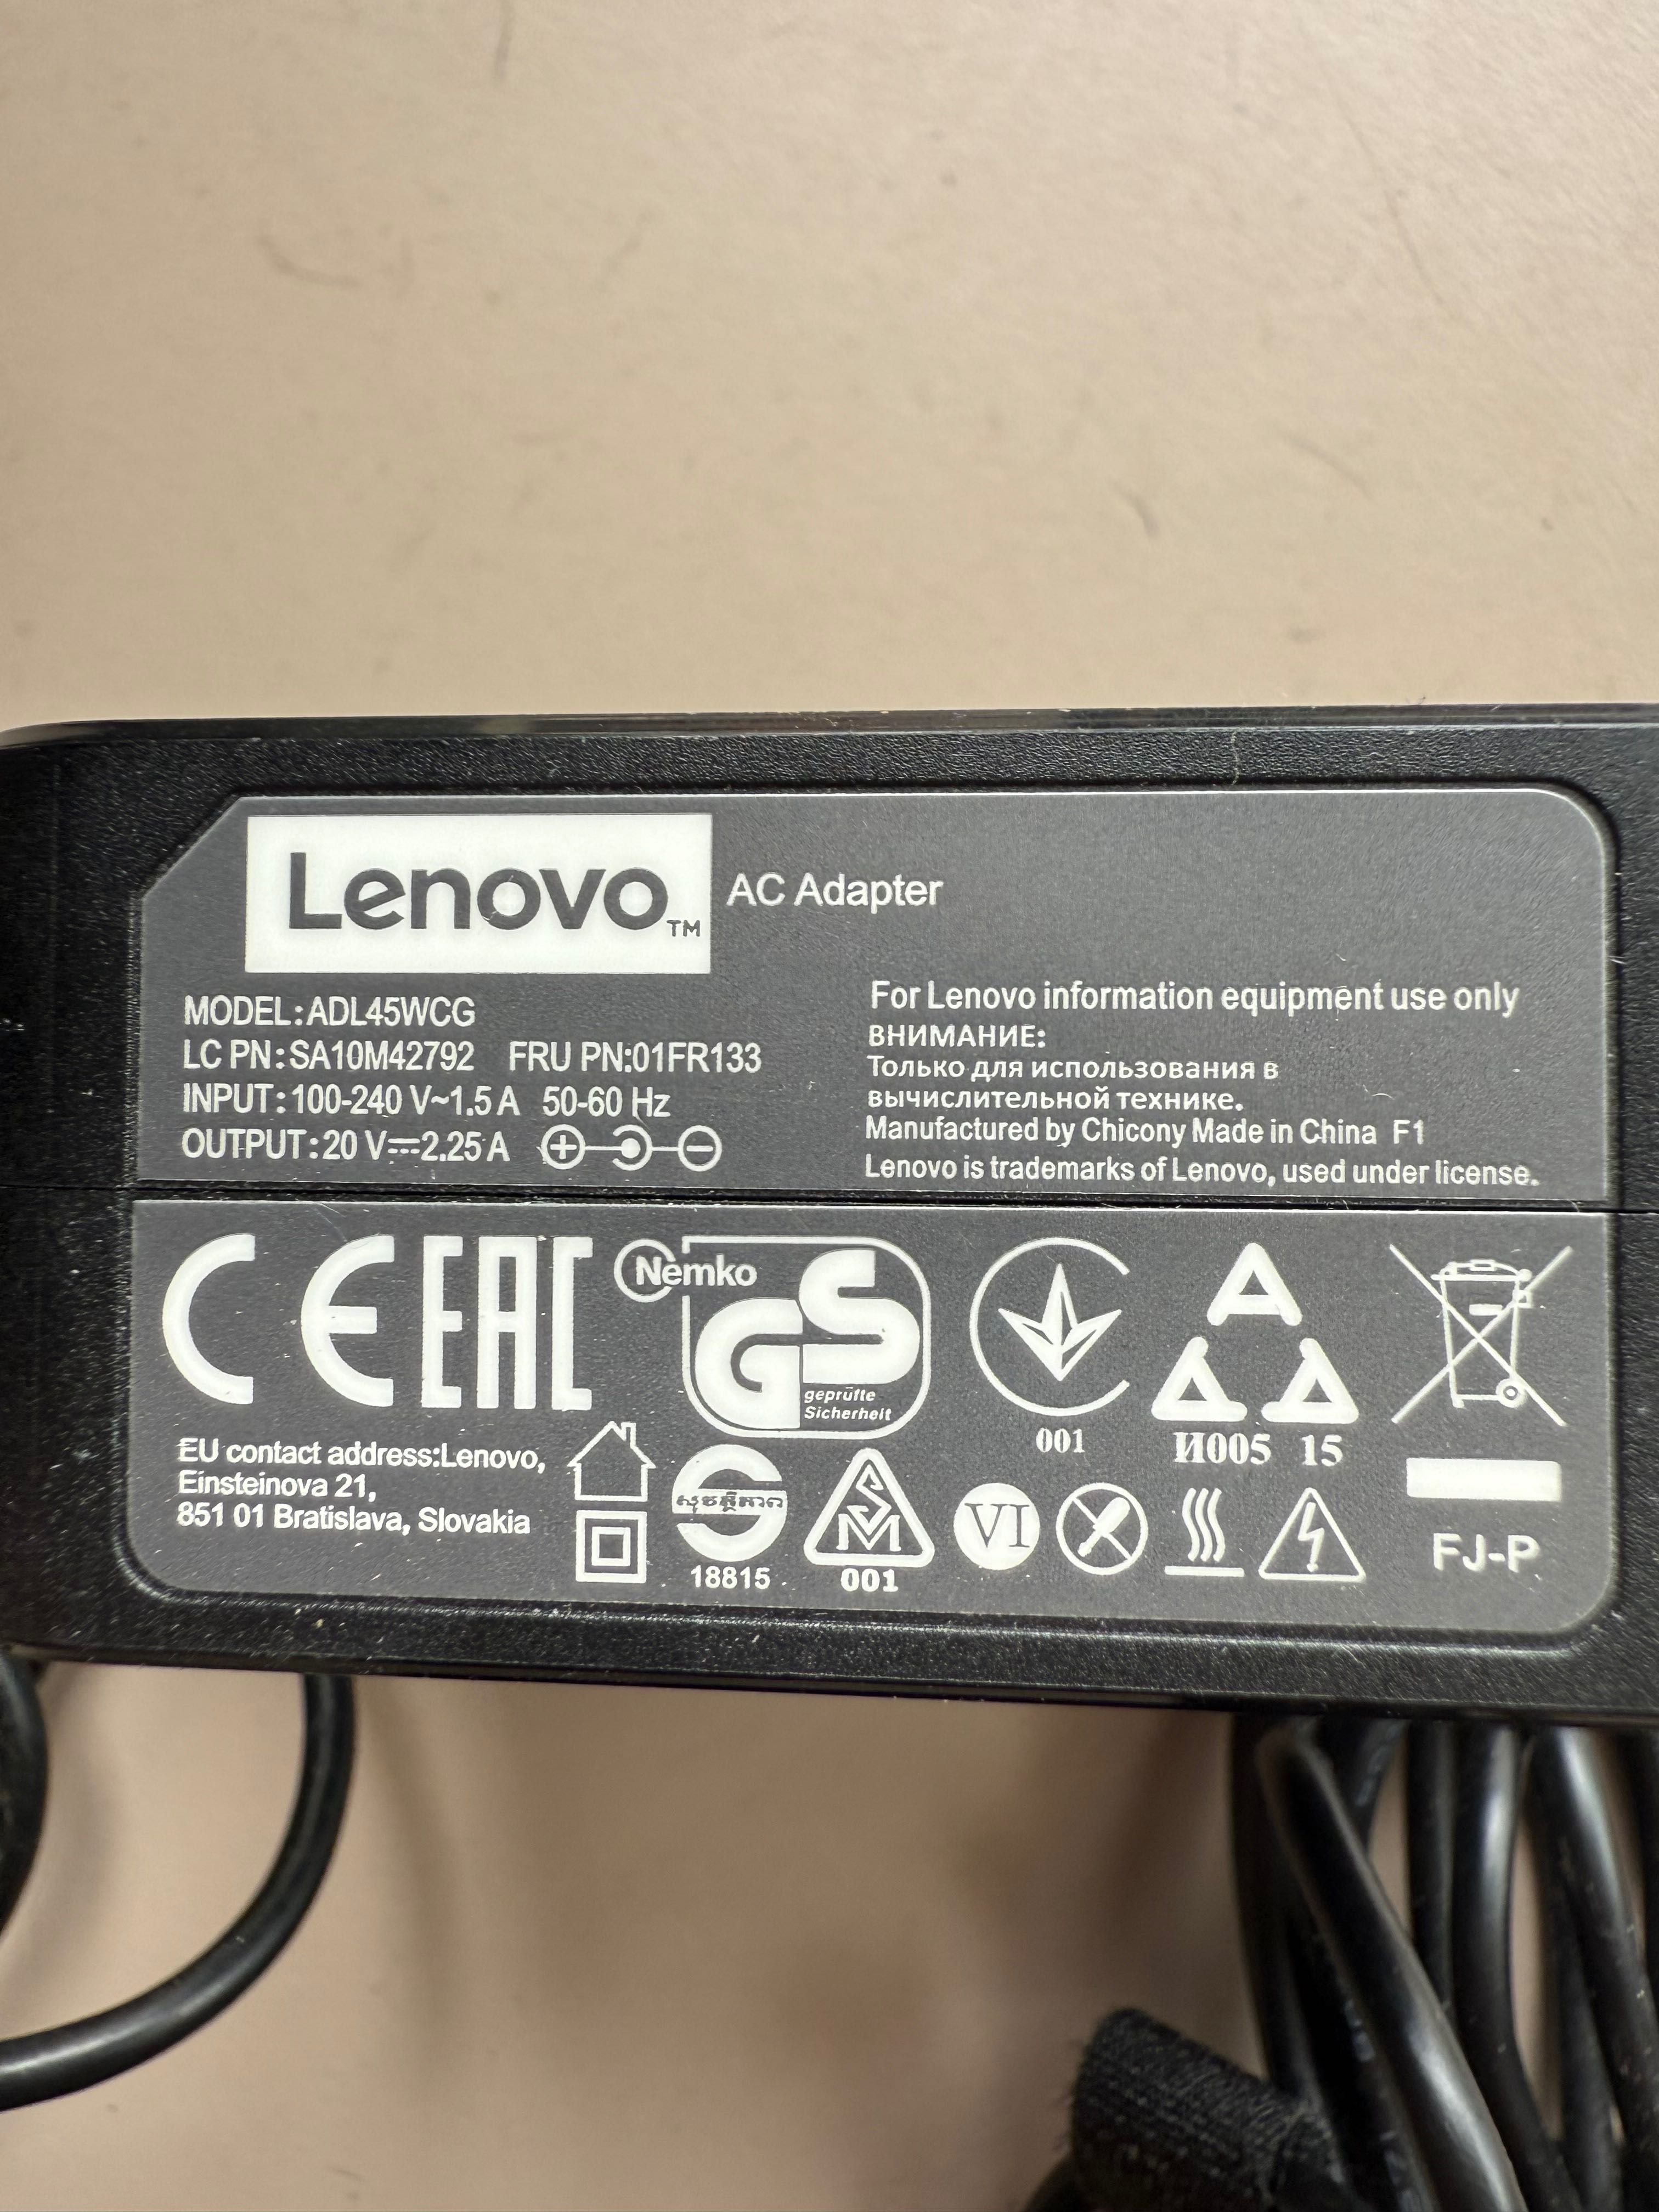 Lenovo™ AC Adapter
MODEL:ADL45WCG
LC PN:SA10M42792 FRU PN:01FR133
INPUT:100-240 V~1.5 A 50-60 Hz
OUTPUT:20 V⎓2.25 A
For Lenovo information equipment use only
ВНИМАНИЕ:
Только для использования в
вычислительной технике.
Manufactured by Chicony Made in China F1
Lenovo is trademarks of Lenovo, used under license.
CE EAC
Nemko
GS
geprüfte
Sicherheit
001
И005 15
EU contact address:Lenovo,
Einsteinova 21,
851 01 Bratislava, Slovakia
18815
SM
001
VI
FJ-P